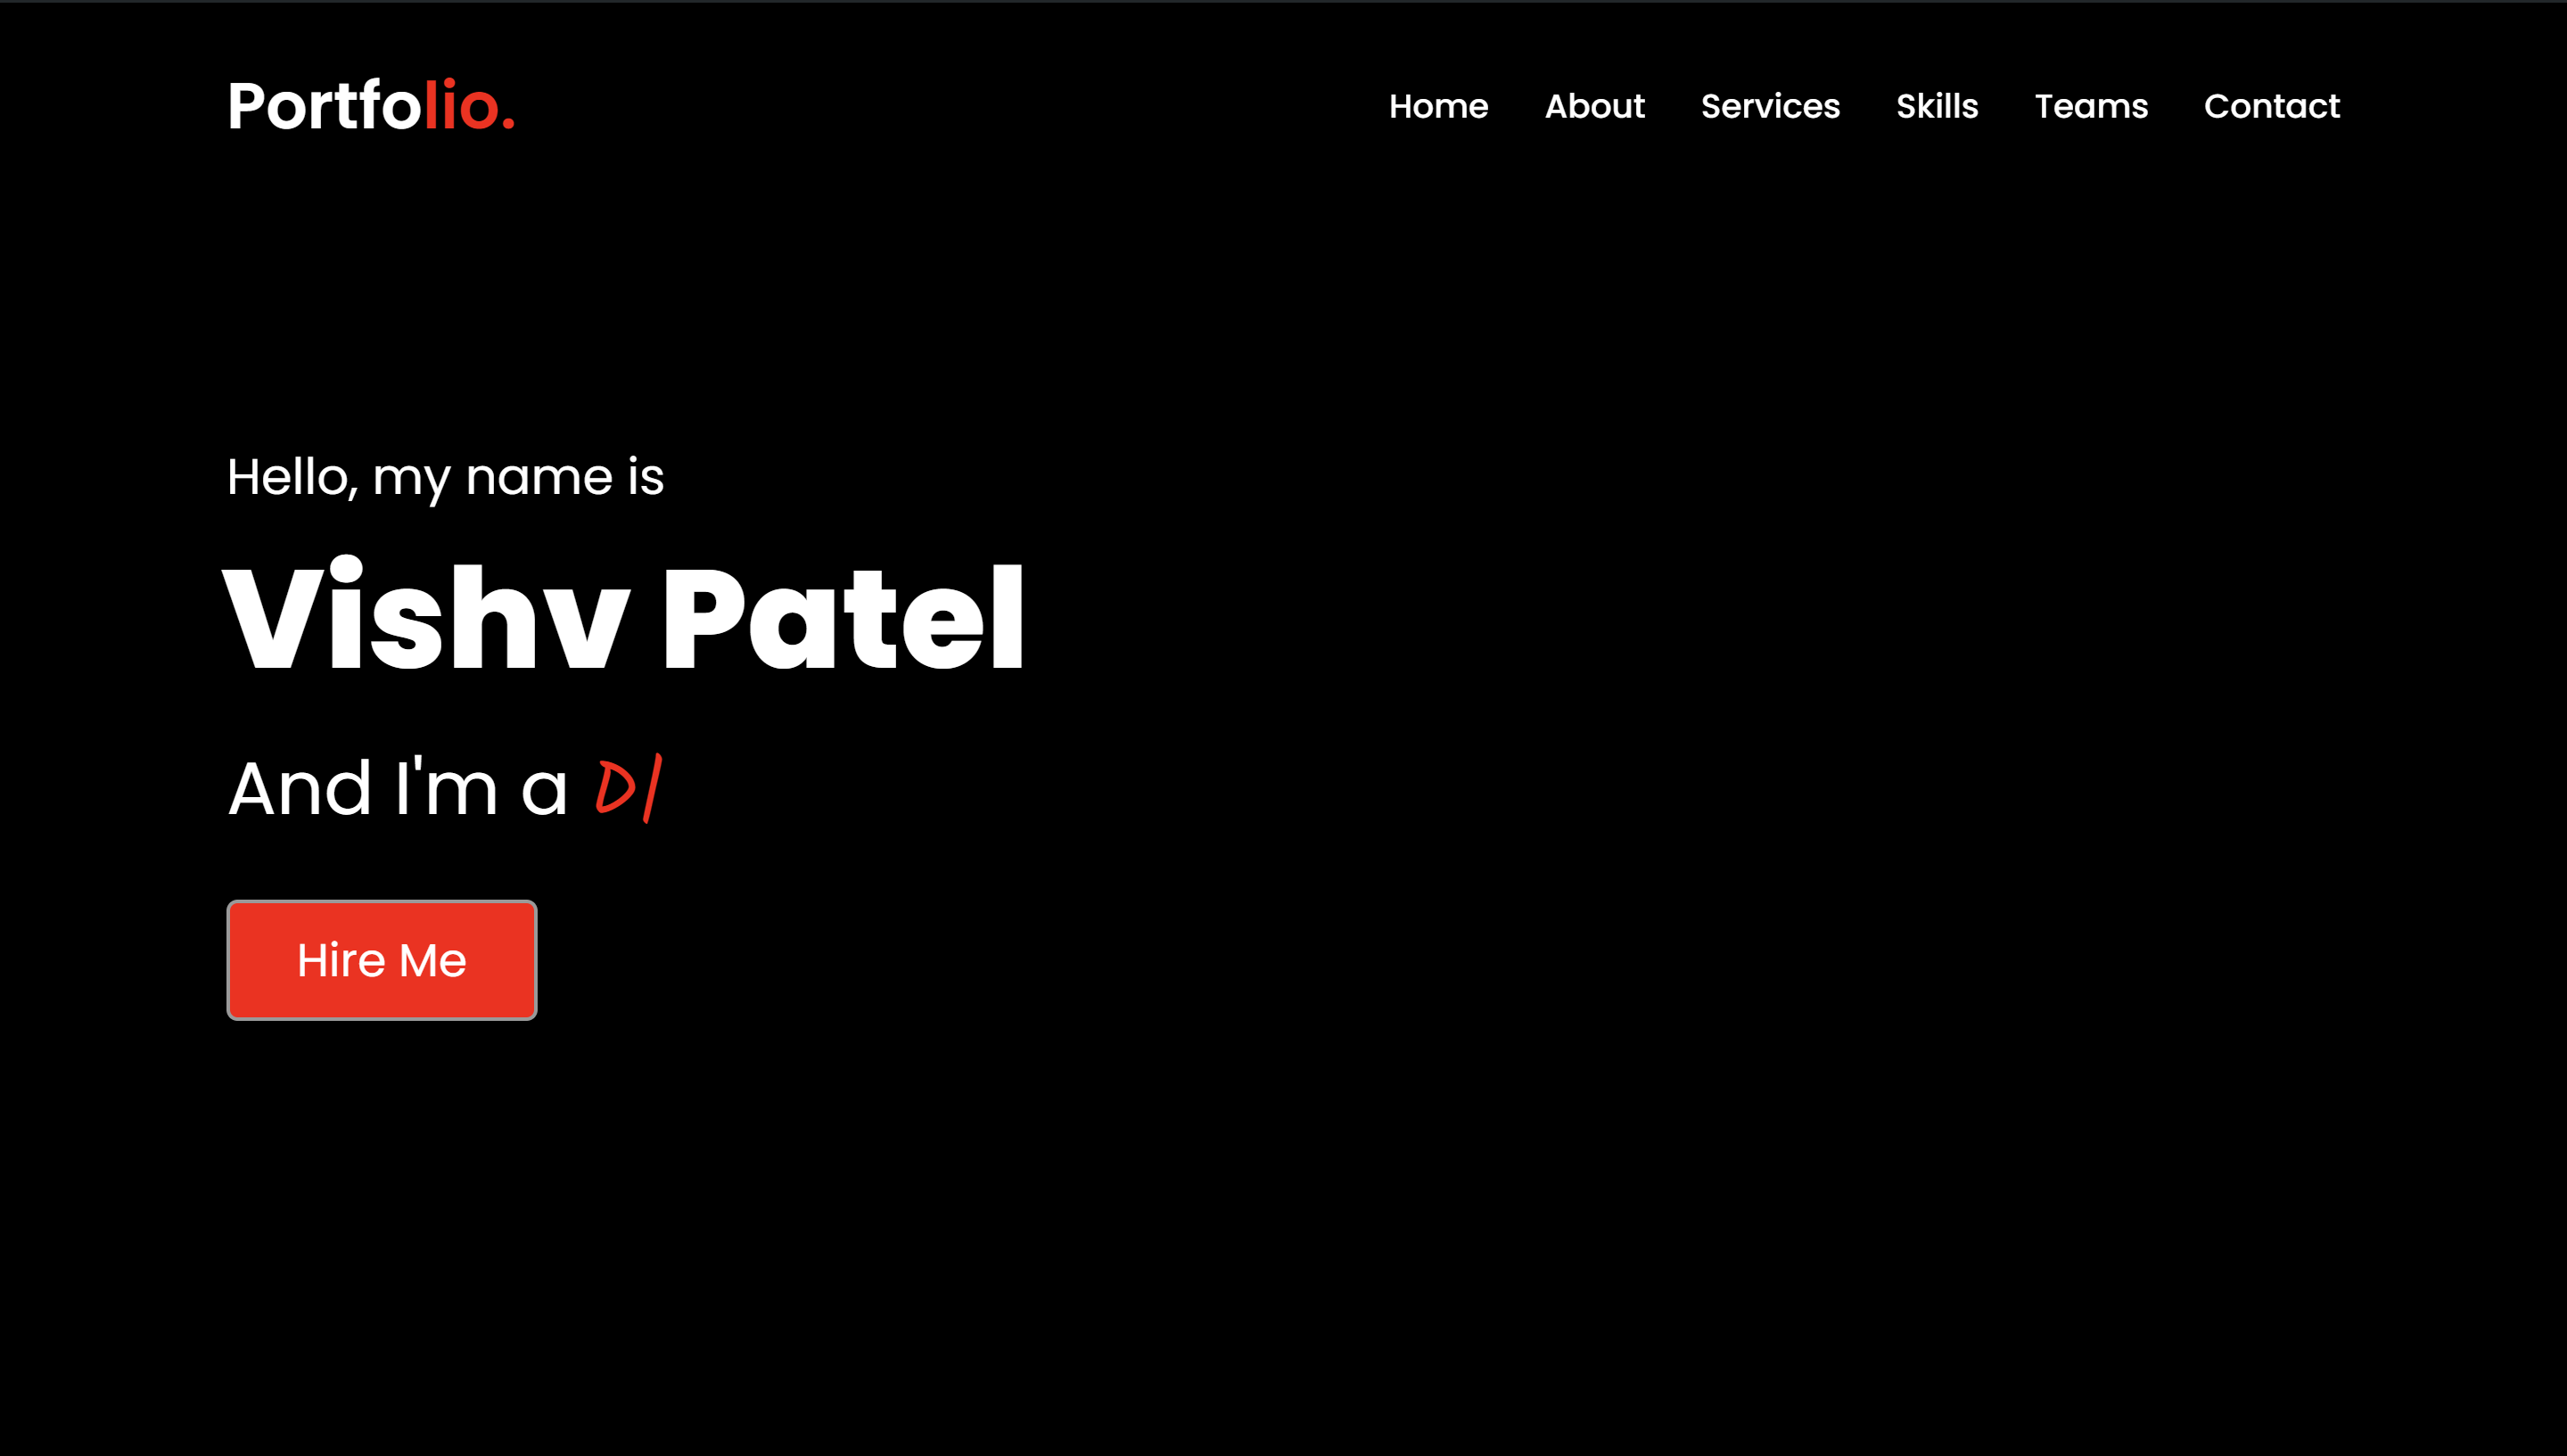 Portfolio.
Home About Services Skills Teams Contact
Hello, my name is
Vishv Patel
And I'm a D|
Hire Me